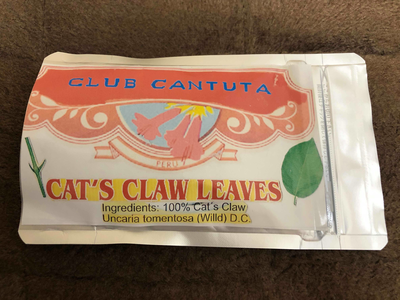 CLUB CANTUTA
PERU
CAT'S CLAW LEAVES
Ingredients: 100% Cat's Claw
Uncaria tomentosa (Willd) D.C.